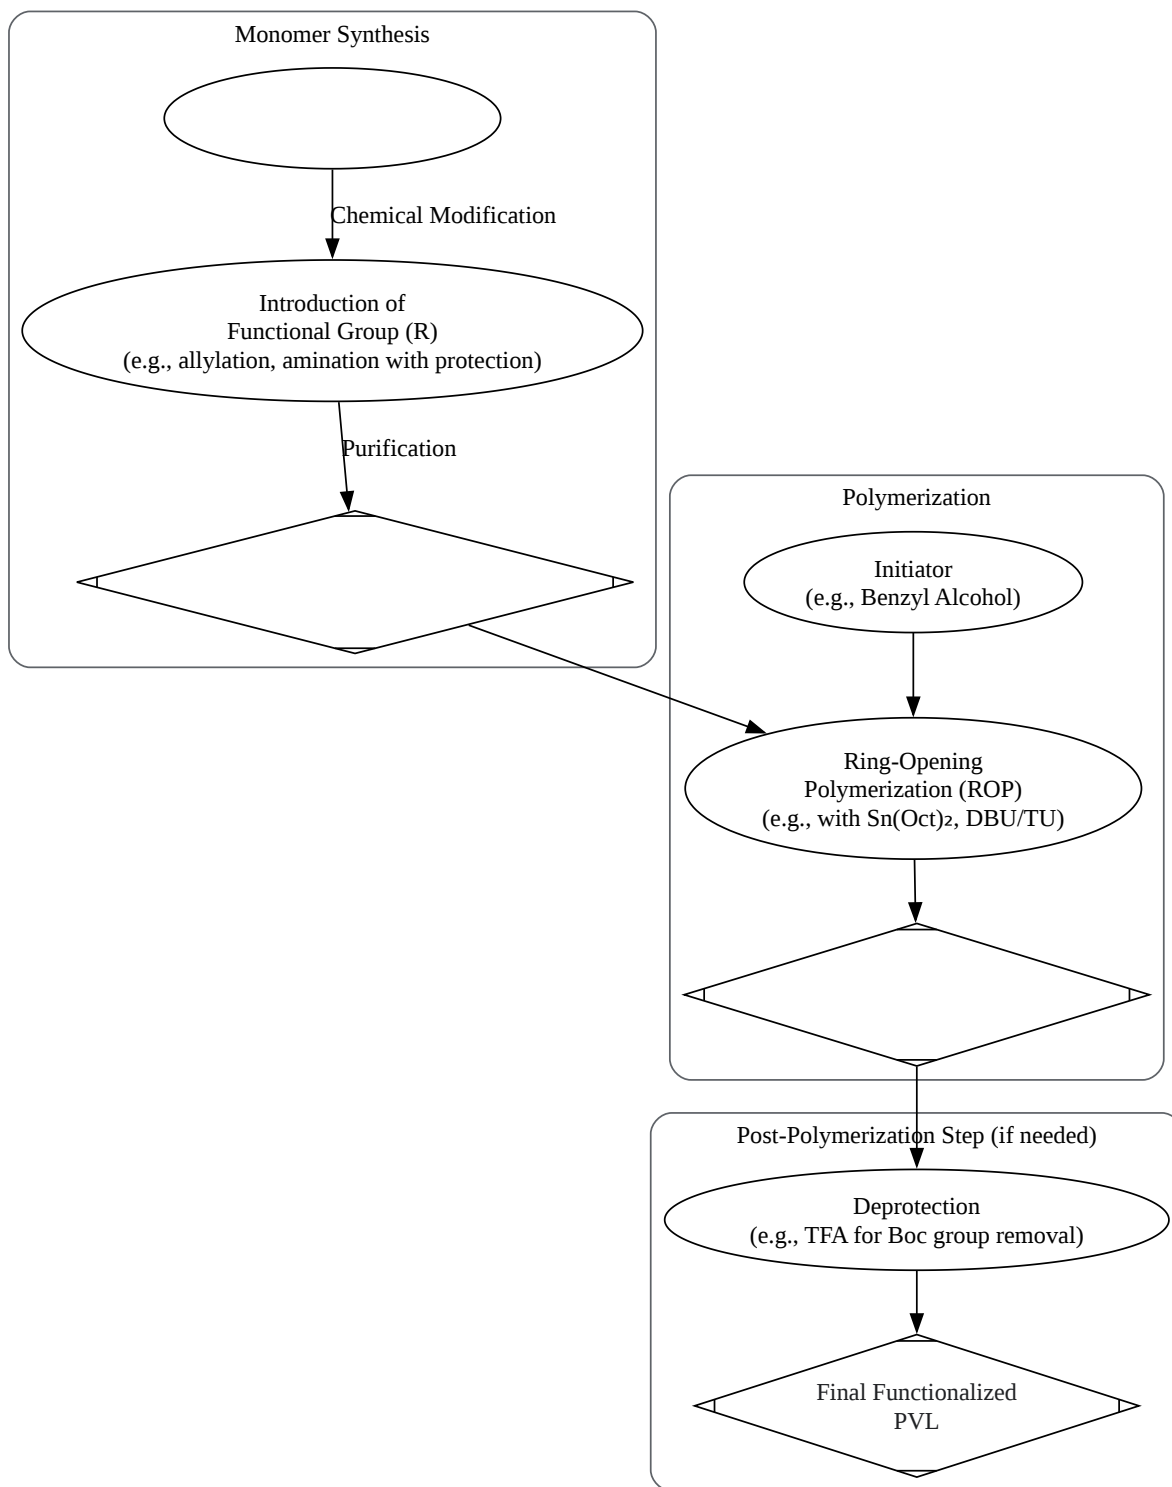 Monomer Synthesis
Chemical Modification
Introduction of
Functional Group (R)
(e.g., allylation, amination with protection)
Purification
Polymerization
Initiator
(e.g., Benzyl Alcohol)
Ring-Opening
Polymerization (ROP)
(e.g., with Sn(Oct)₂, DBU/TU)
Post-Polymerization Step (if needed)
Deprotection
(e.g., TFA for Boc group removal)
Final Functionalized
PVL